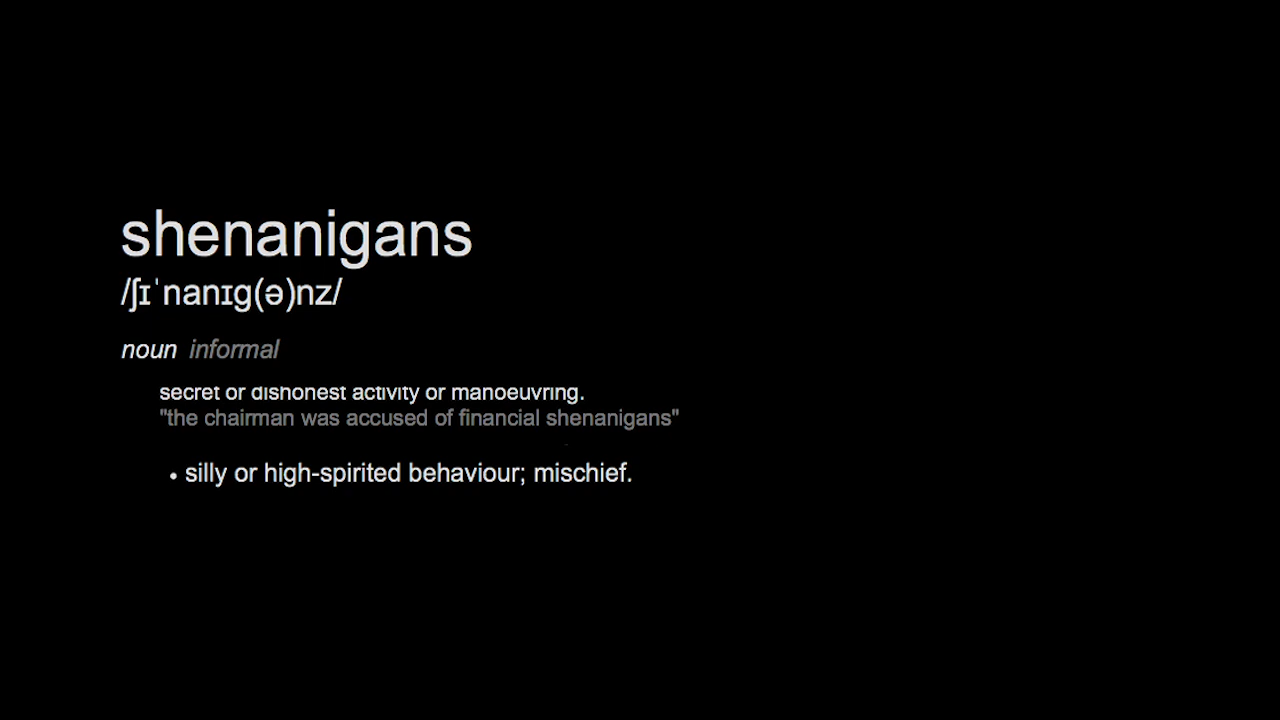 shenanigans
/ʃɪˈnanɪɡ(ə)nz/
noun informal
secret or dishonest activity or manoeuvring.
"the chairman was accused of financial shenanigans"
• silly or high-spirited behaviour; mischief.